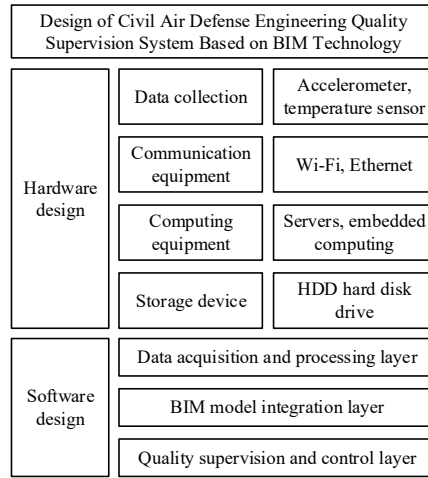 Design of Civil Air Defense Engineering Quality
Supervision System Based on BIM Technology
Hardware
design
Data collection
Accelerometer,
temperature sensor
Communication
equipment
Wi-Fi, Ethernet
Computing
equipment
Servers, embedded
computing
Storage device
HDD hard disk
drive
Software
design
Data acquisition and processing layer
BIM model integration layer
Quality supervision and control layer